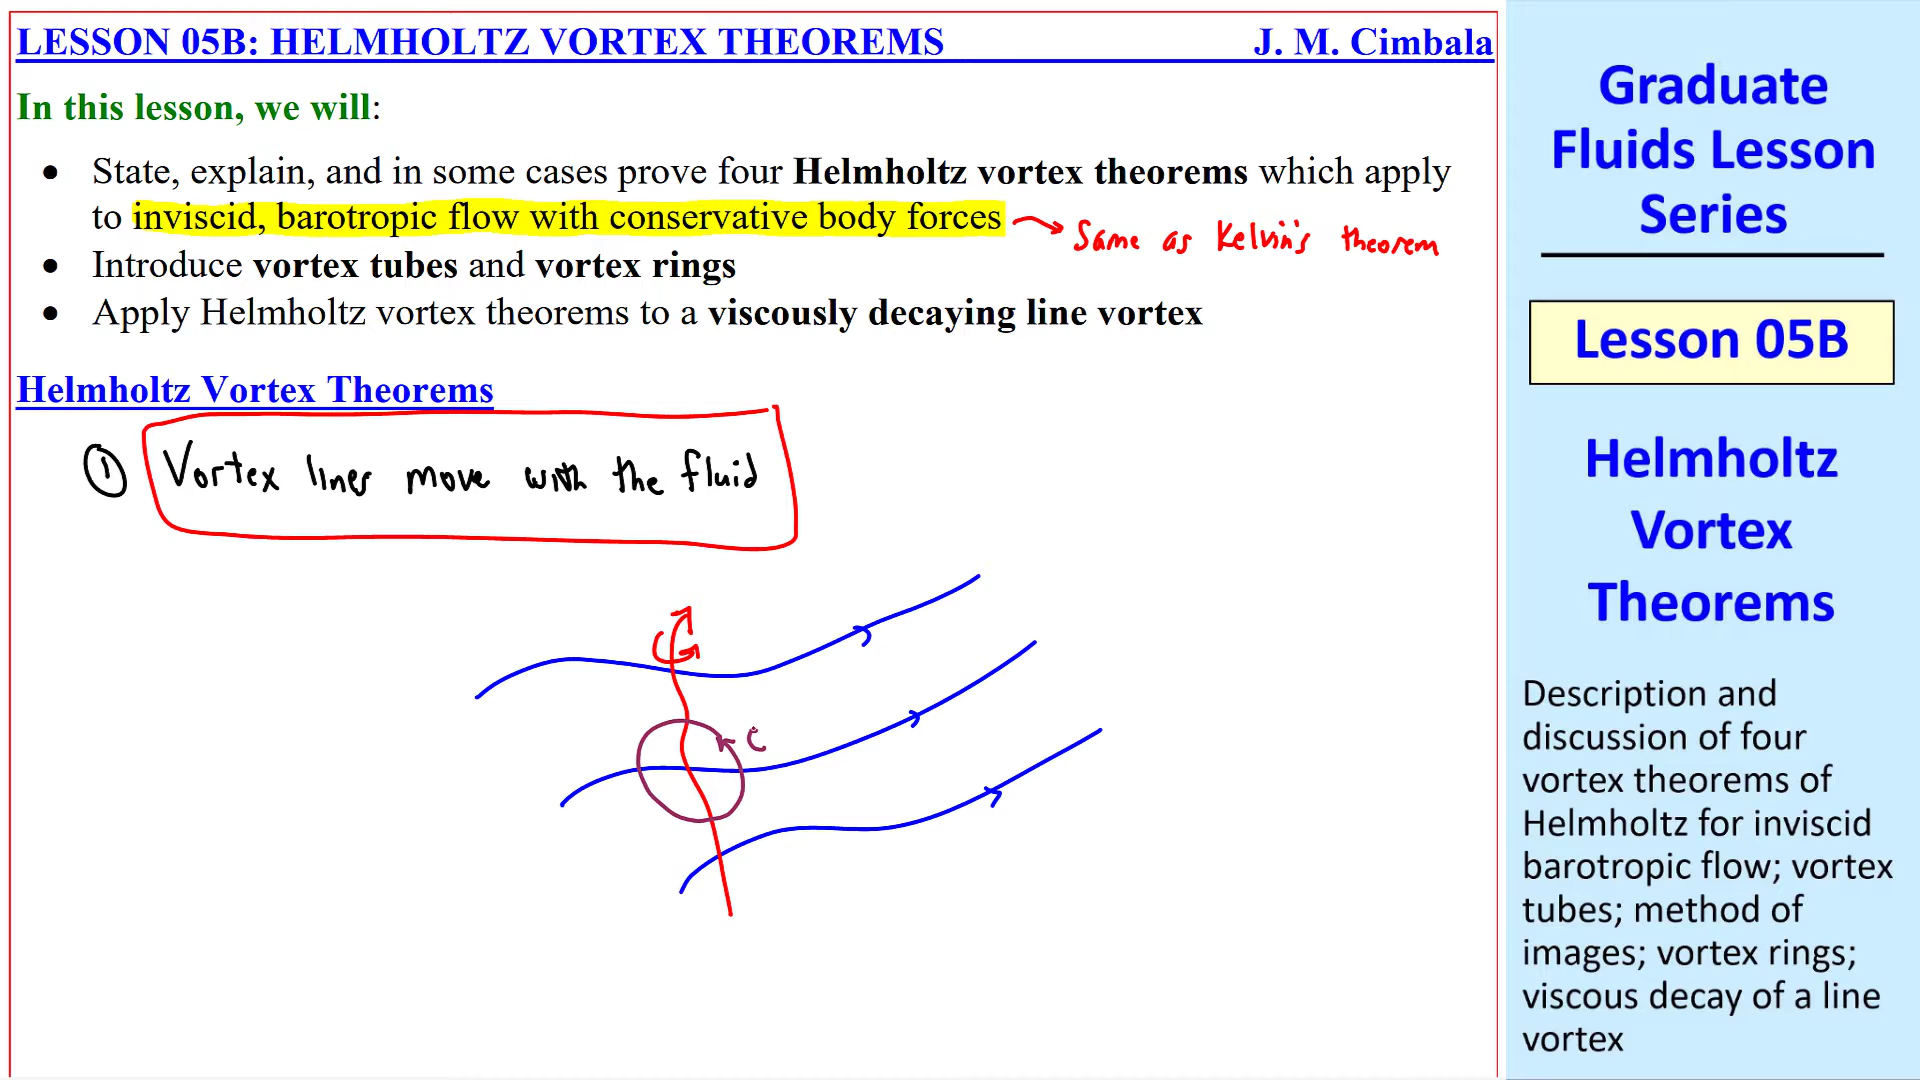 LESSON 05B: HELMHOLTZ VORTEX THEOREMS J. M. Cimbala
In this lesson, we will:
• State, explain, and in some cases prove four Helmholtz vortex theorems which apply
to inviscid, barotropic flow with conservative body forces
Same as Kelvin's theorem
• Introduce vortex tubes and vortex rings
• Apply Helmholtz vortex theorems to a viscously decaying line vortex
Helmholtz Vortex Theorems
① Vortex lines move with the fluid
C
Graduate
Fluids Lesson
Series
Lesson 05B
Helmholtz
Vortex
Theorems
Description and
discussion of four
vortex theorems of
Helmholtz for inviscid
barotropic flow; vortex
tubes; method of
images; vortex rings;
viscous decay of a line
vortex